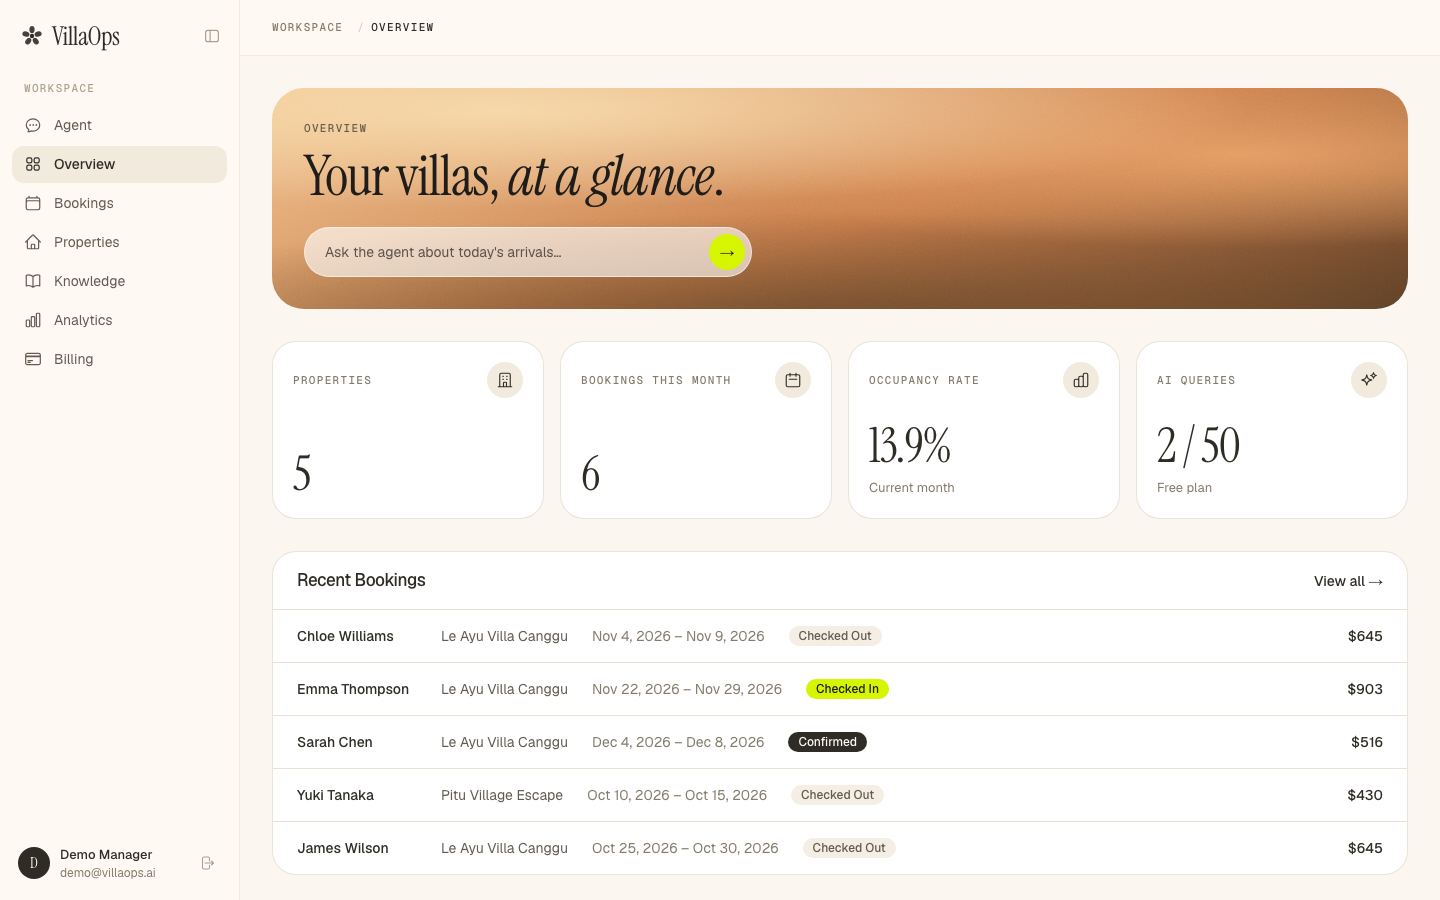 VillaOps
WORKSPACE
Agent
Overview
Bookings
Properties
Knowledge
Analytics
Billing
D
Demo Manager
demo@villaops.ai
WORKSPACE / OVERVIEW
OVERVIEW
Your villas, at a glance.
Ask the agent about today's arrivals...
→
PROPERTIES
5
BOOKINGS THIS MONTH
6
OCCUPANCY RATE
13.9%
Current month
AI QUERIES
2 / 50
Free plan
Recent Bookings View all →
Chloe Williams Le Ayu Villa Canggu Nov 4, 2026 – Nov 9, 2026 Checked Out $645
Emma Thompson Le Ayu Villa Canggu Nov 22, 2026 – Nov 29, 2026 Checked In $903
Sarah Chen Le Ayu Villa Canggu Dec 4, 2026 – Dec 8, 2026 Confirmed $516
Yuki Tanaka Pitu Village Escape Oct 10, 2026 – Oct 15, 2026 Checked Out $430
James Wilson Le Ayu Villa Canggu Oct 25, 2026 – Oct 30, 2026 Checked Out $645